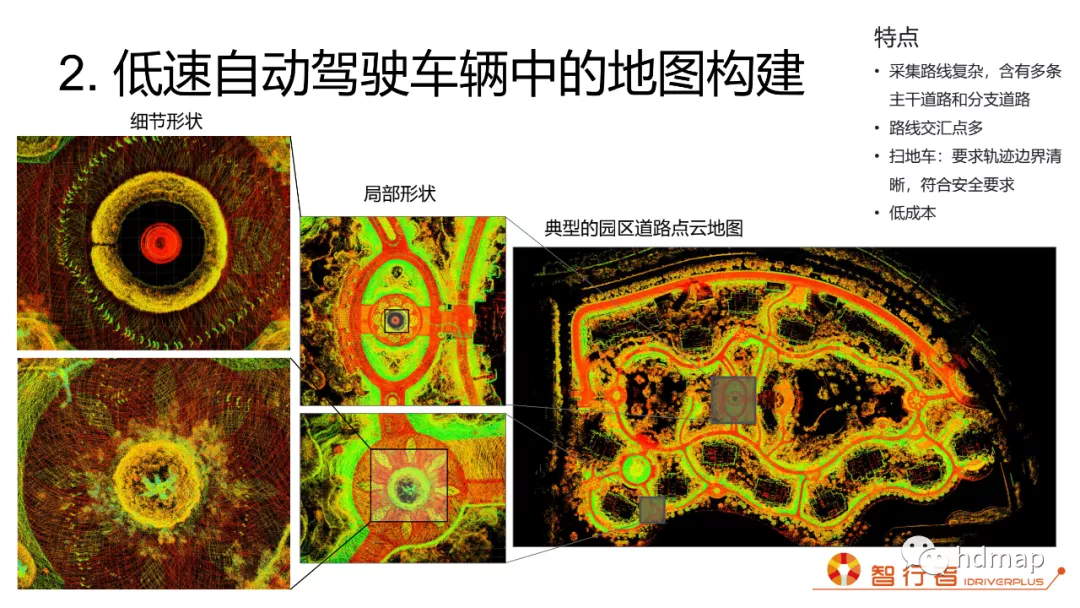 2. 低速自动驾驶车辆中的地图构建
特点
• 采集路线复杂，含有多条
主干道路和分支道路
• 路线交汇点多
• 扫地车：要求轨迹边界清
晰，符合安全要求
• 低成本
细节形状
局部形状
典型的园区道路点云地图
hdmap
智行者 IDRIVERPLUS